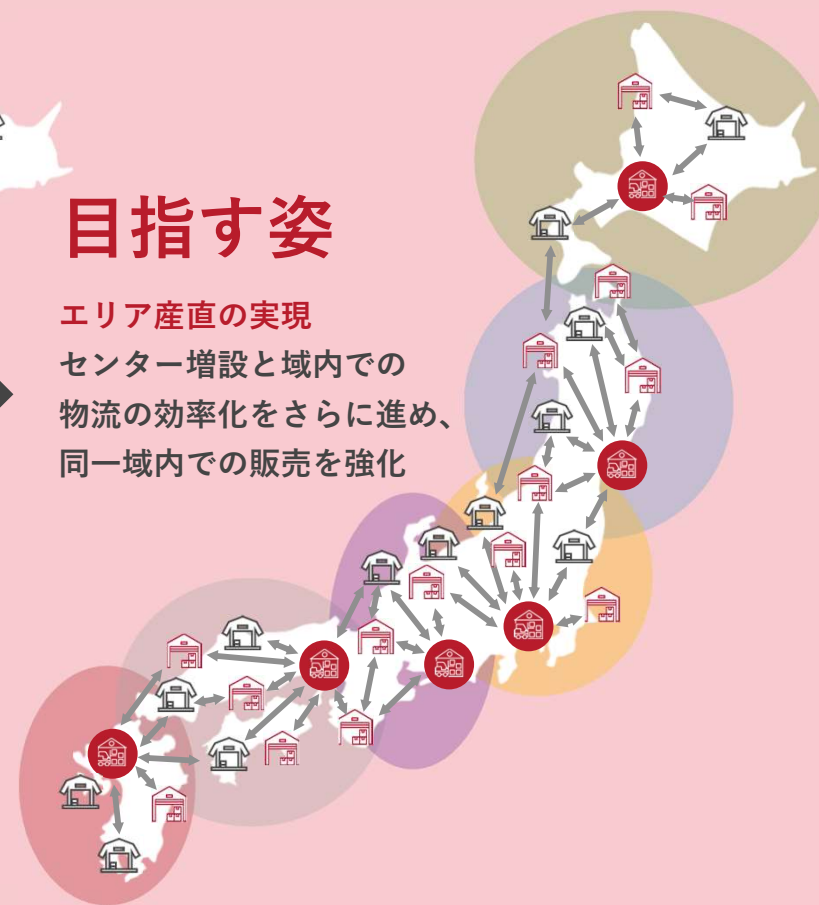 目指す姿
エリア産直の実現
センター増設と域内での
物流の効率化をさらに進め、
同一域内での販売を強化